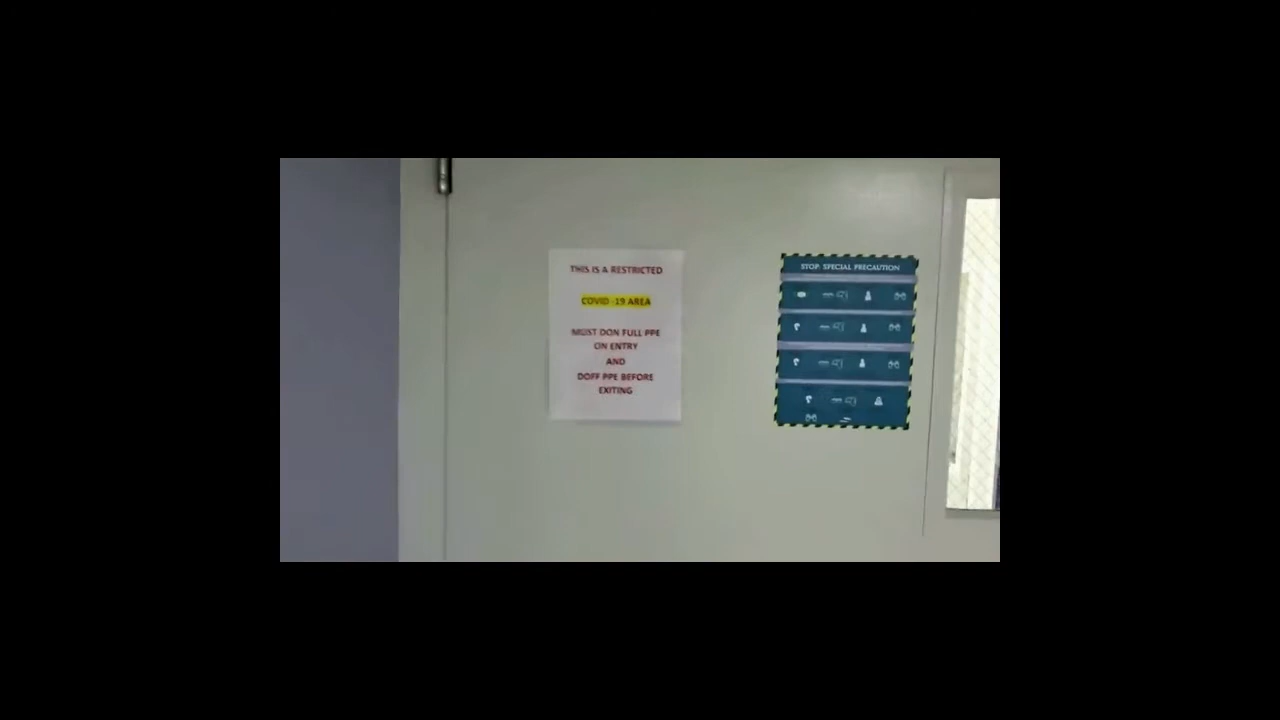 THIS IS A RESTRICTED
COVID -19 AREA
MUST DON FULL PPE
ON ENTRY
AND
DOFF PPE BEFORE
EXITING
STOP: SPECIAL PRECAUTION